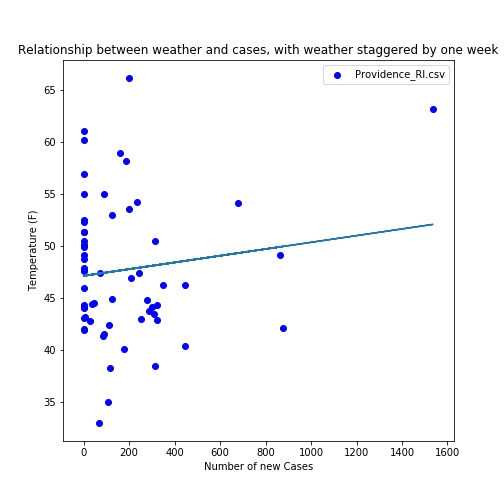 Relationship between weather and cases, with weather staggered by one week
Providence_RI.csv
Temperature (F)
65
60
55
50
45
40
35
0 200 400 600 800 1000 1200 1400 1600
Number of new Cases